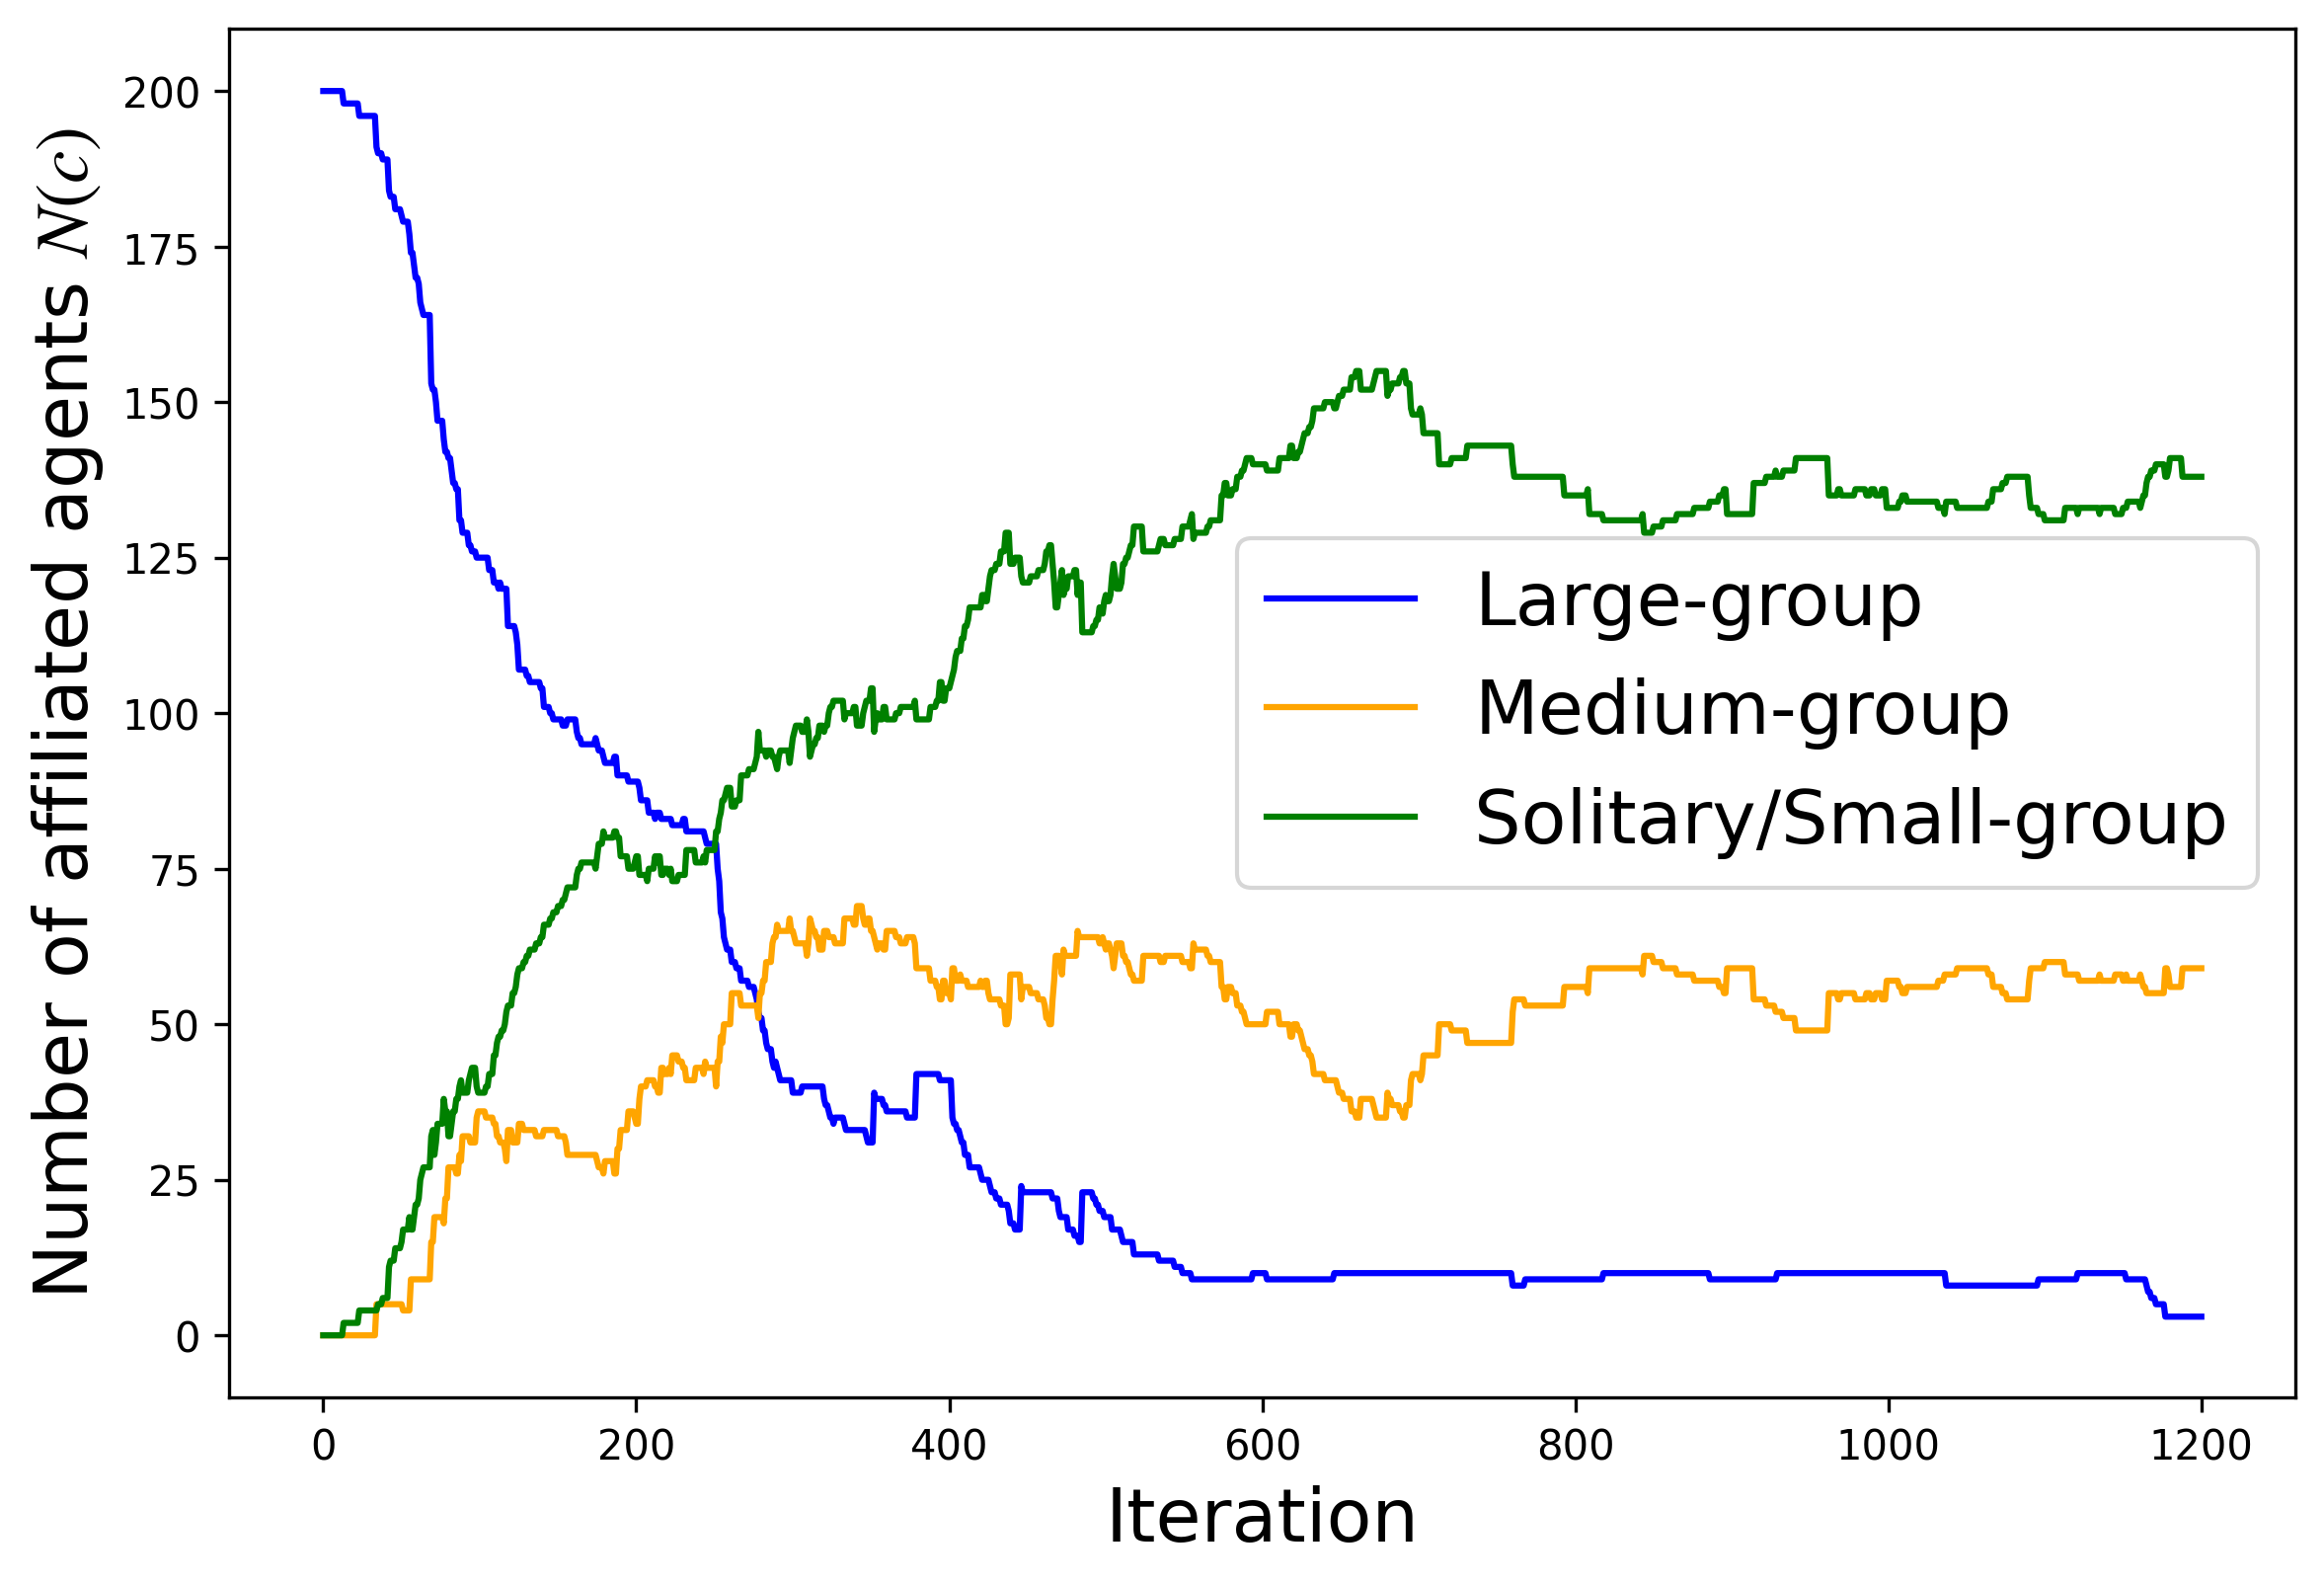 Number of affiliated agents N(c)
200
175
150
125
100
75
50
25
0
Large-group
Medium-group
Solitary/Small-group
0 200 400 600 800 1000 1200
Iteration